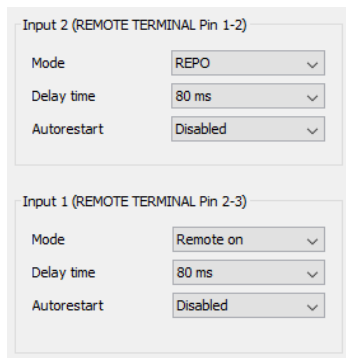 Input 2 (REMOTE TERMINAL Pin 1-2)
Mode REPO
Delay time 80 ms
Autorestart Disabled
Input 1 (REMOTE TERMINAL Pin 2-3)
Mode Remote on
Delay time 80 ms
Autorestart Disabled